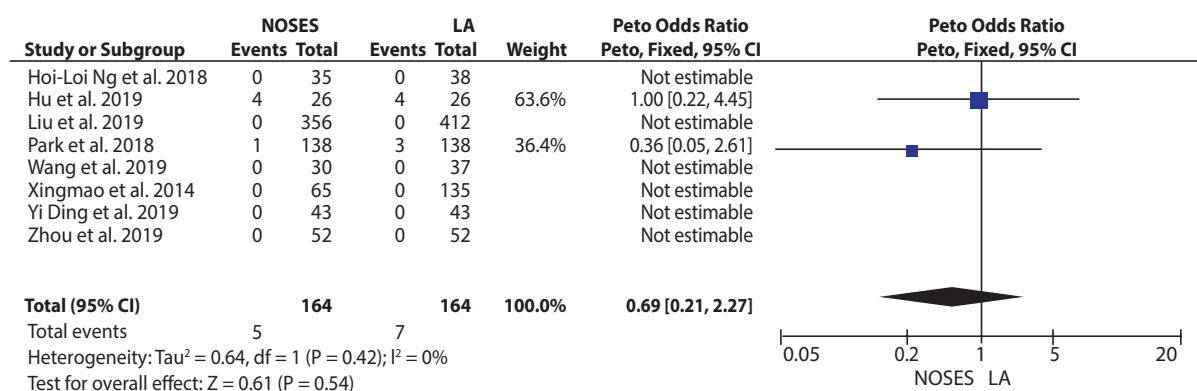 NOSES LA Peto Odds Ratio Peto Odds Ratio
Study or Subgroup Events Total Events Total Weight Peto, Fixed, 95% CI Peto, Fixed, 95% CI
Hoi-Loi Ng et al. 2018 0 35 0 38 Not estimable
Hu et al. 2019 4 26 4 26 63.6% 1.00 [0.22, 4.45]
Liu et al. 2019 0 356 0 412 Not estimable
Park et al. 2018 1 138 3 138 36.4% 0.36 [0.05, 2.61]
Wang et al. 2019 0 30 0 37 Not estimable
Xingmao et al. 2014 0 65 0 135 Not estimable
Yi Ding et al. 2019 0 43 0 43 Not estimable
Zhou et al. 2019 0 52 0 52 Not estimable
Total (95% CI) 164 164 100.0% 0.69 [0.21, 2.27]
Total events 5 7
Heterogeneity: Tau² = 0.64, df = 1 (P = 0.42); I² = 0%
Test for overall effect: Z = 0.61 (P = 0.54)
0.05 0.2 1 5 20
NOSES LA